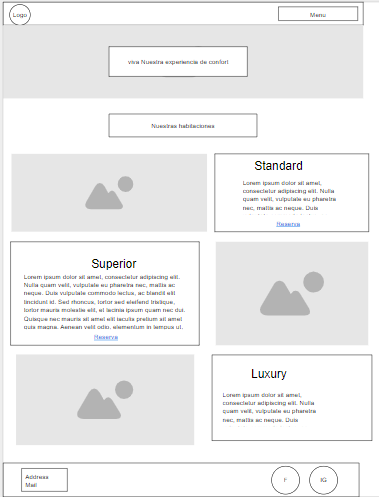 Logo
Menu
viva Nuestra experiencia de confort
Nuestras habitaciones
Standard
Lorem ipsum dolor sit amet,
consectetur adipiscing elit.
Nulla quam velit, vulputate
quam velit, vulputate eu pharetra
nec, mattis ac neque. Duis
Reserva
Superior
Lorem ipsum dolor sit amet, consectetur adipiscing elit.
Nulla quam velit, vulputate eu pharetra nec, mattis ac
neque. Duis vulputate commodo lectus, ac blandit elit
tincidunt id. Sed rhoncus, tortor sed eleifend tristique,
tortor mauris molestie elit, et lacinia ipsum quam nec dui.
Quisque nec mauris sit amet elit iaculis pretium sit amet
quis magna. Aenean velit odio, elementum in tempus ut,
Reserva
Luxury
Lorem ipsum dolor sit amet,
consectetur adipiscing elit. Nulla
quam velit, vulputate eu pharetra
nec, mattis ac neque. Duis
Address
Mail
F
IG